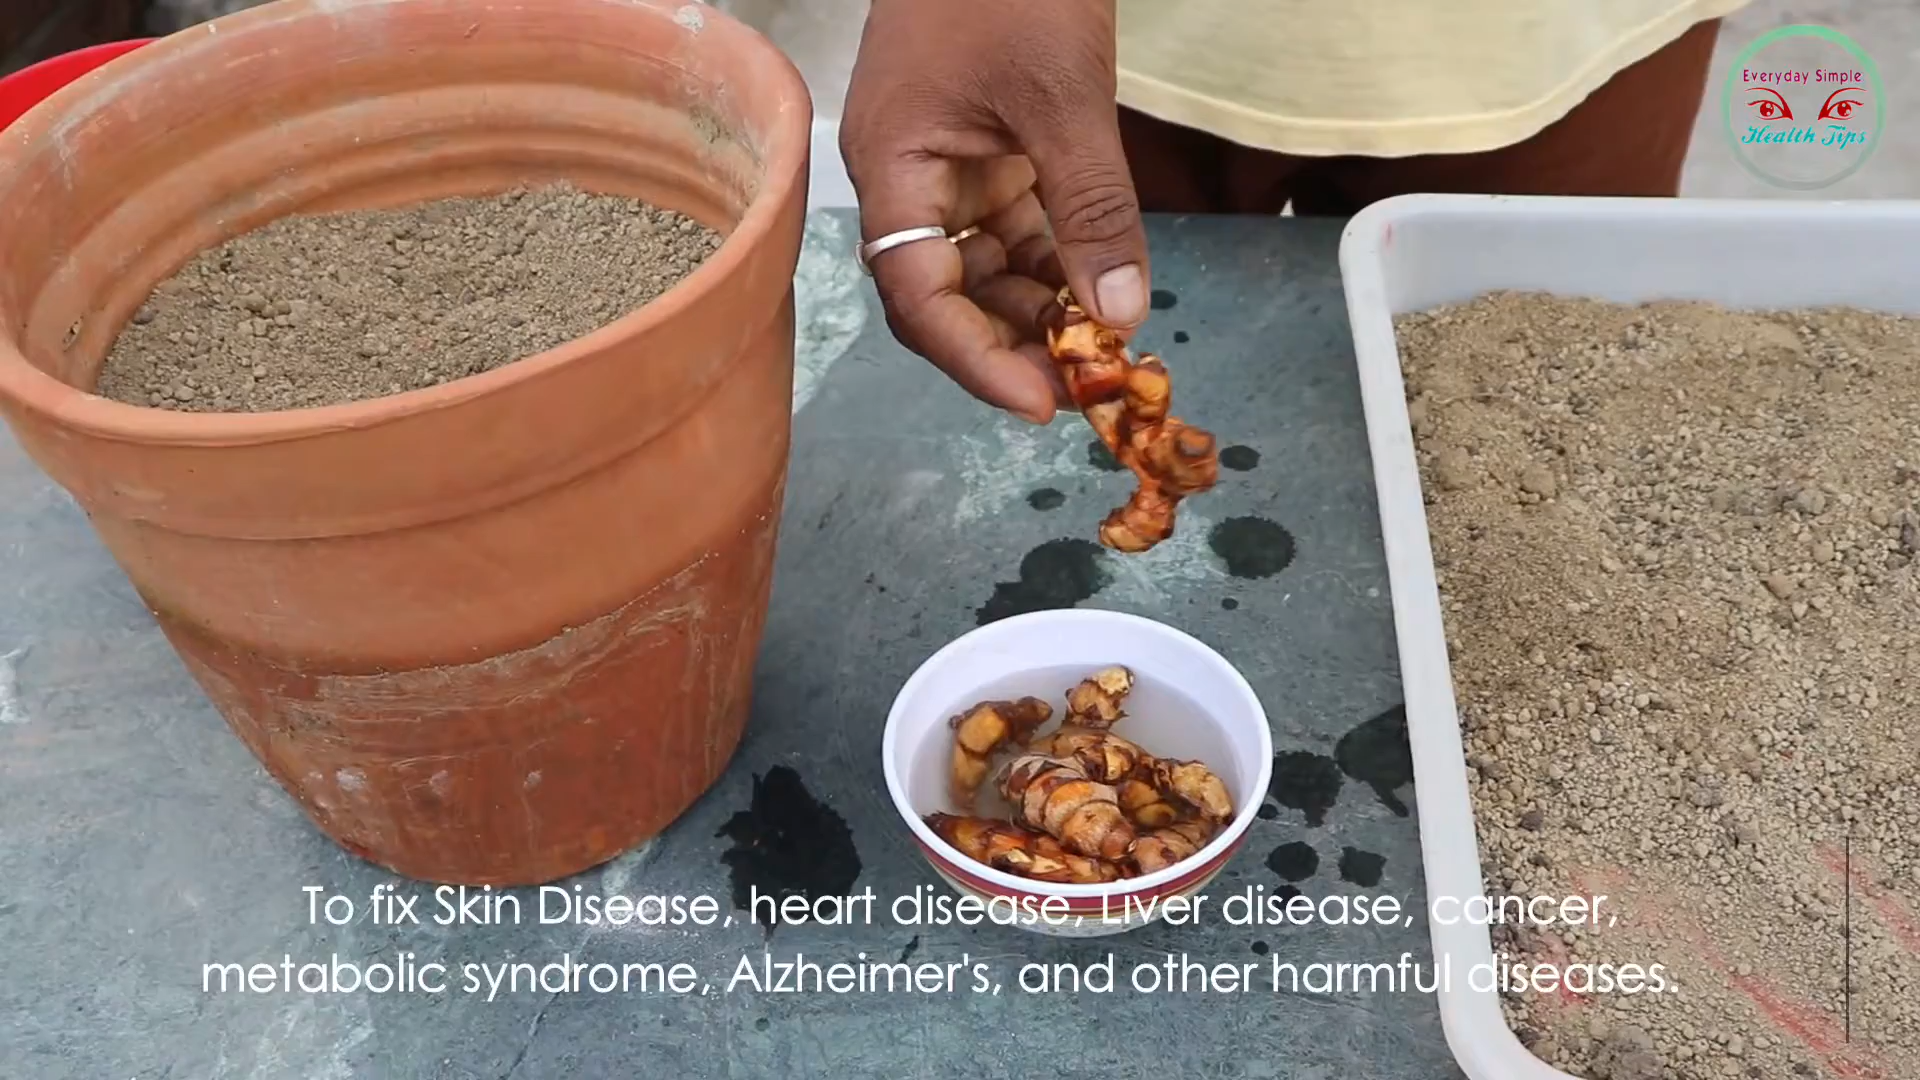 Everyday Simple
Health Tips
To fix Skin Disease, heart disease, Liver disease, cancer,
metabolic syndrome, Alzheimer's, and other harmful diseases.